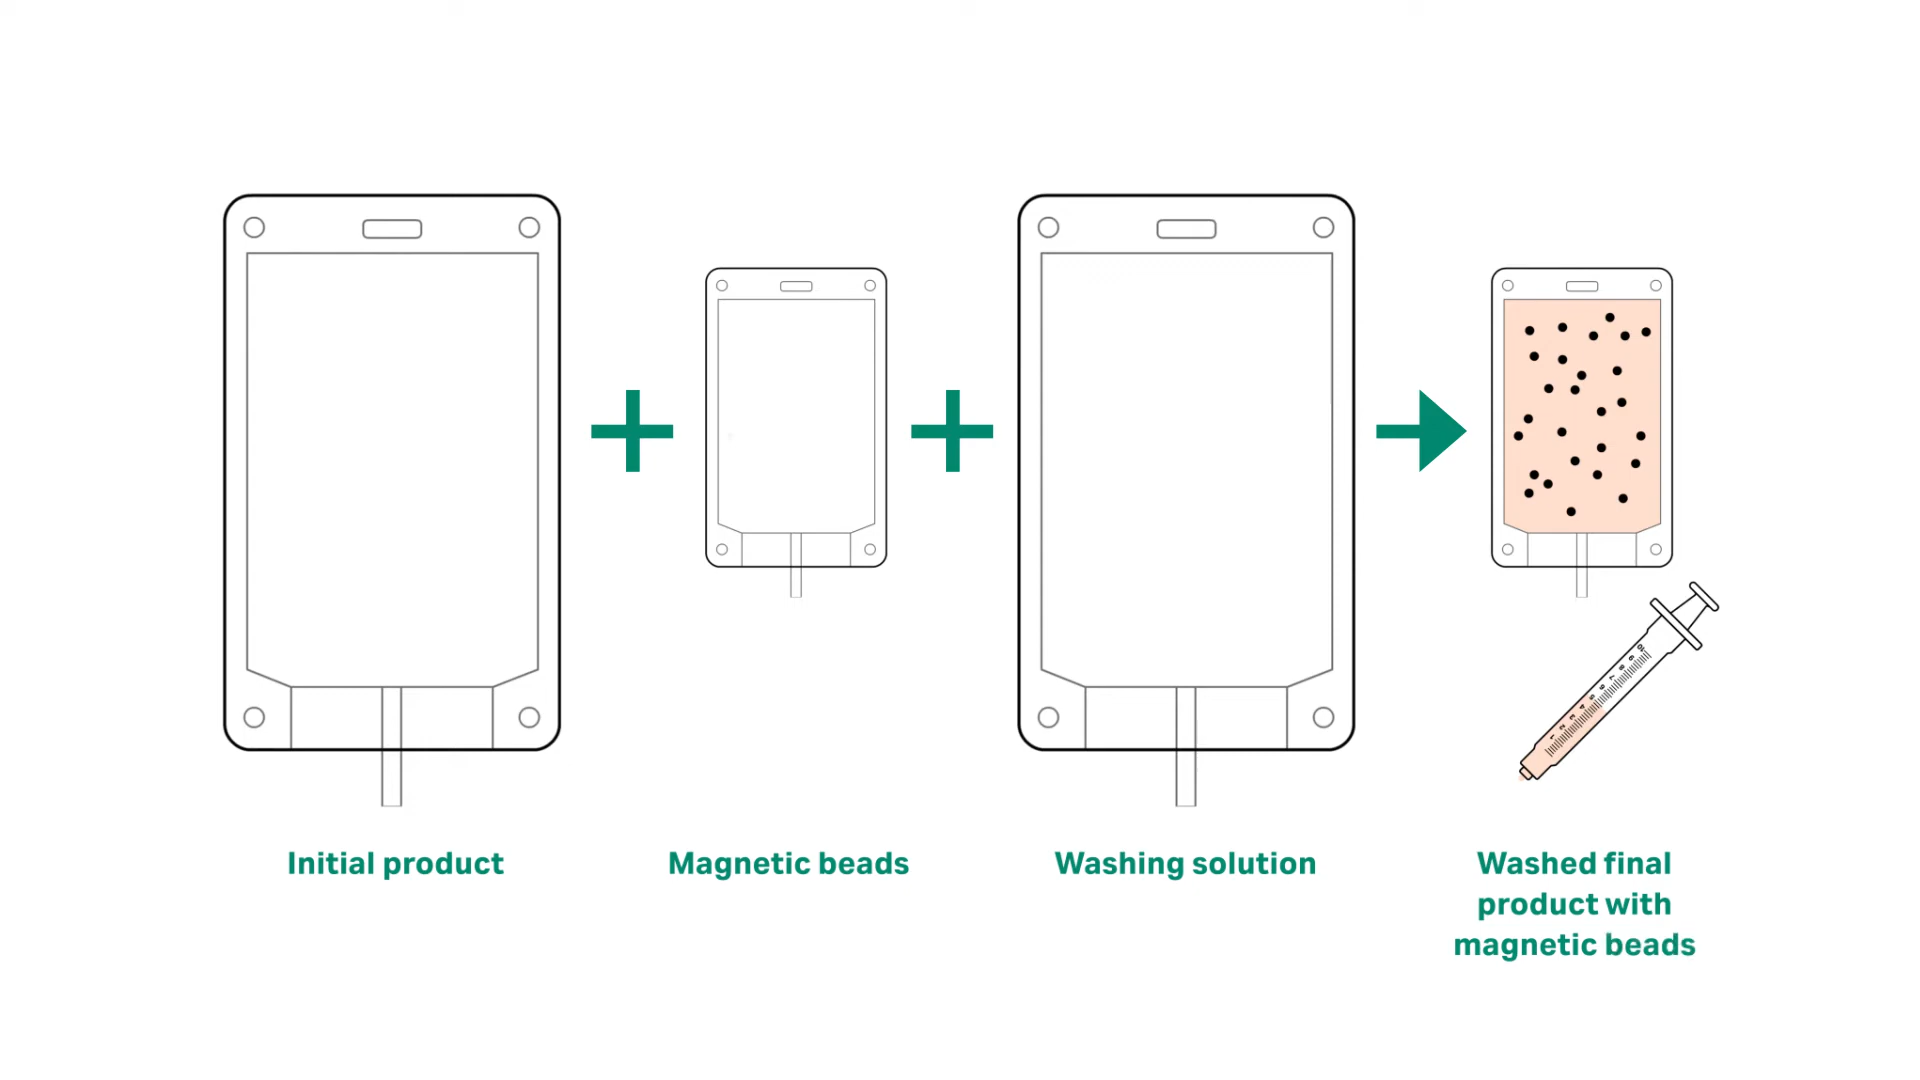 Initial product
Magnetic beads
Washing solution
Washed final
product with
magnetic beads